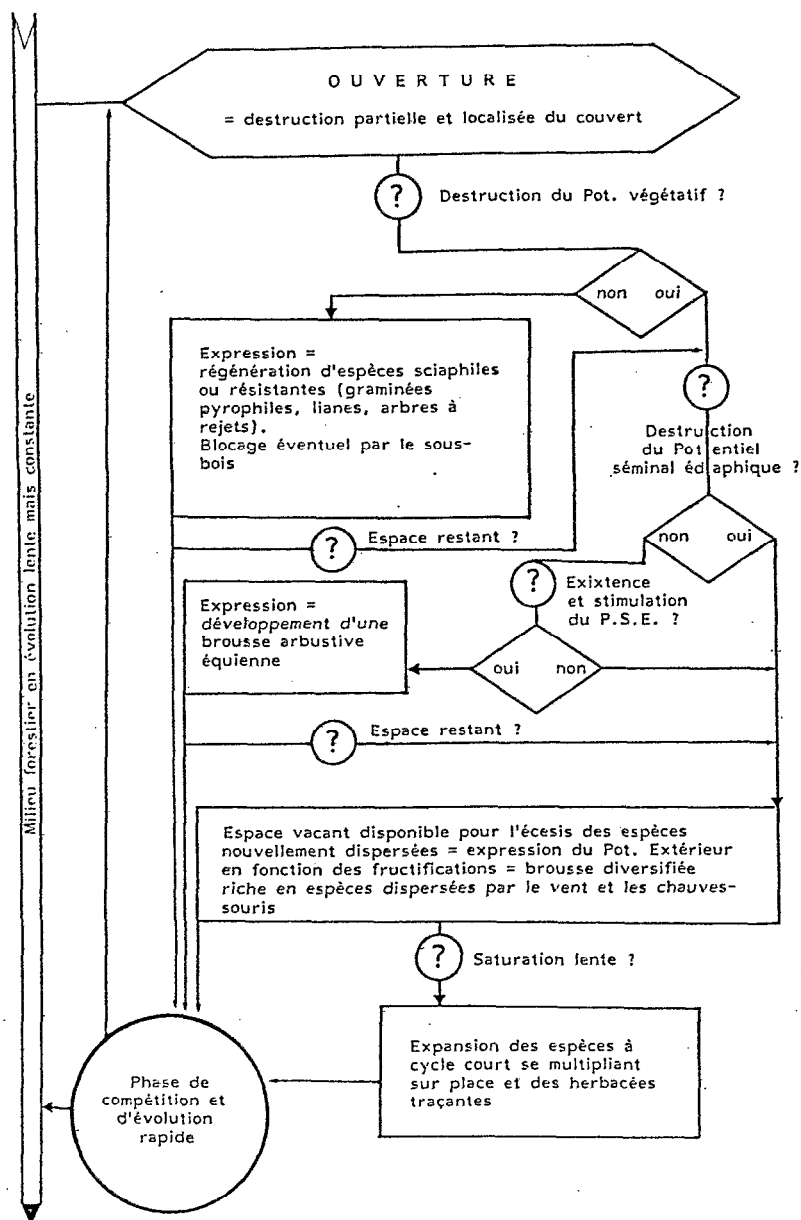 O U V E R T U R E
= destruction partielle et localisée du couvert
?
Destruction du Pot. végétatif ?
non oui
Expression =
régénération d'espèces sciaphiles
ou résistantes (graminées
pyrophiles, lianes, arbres à
rejets).
Blocage éventuel par le sous-
bois
?
Destruction
du Potentiel
séminal édaphique ?
?
Espace restant ?
non oui
?
Exixtence
et stimulation
du P.S.E. ?
Expression =
développement d'une
brousse arbustive
équienne
oui non
?
Espace restant ?
Espace vacant disponible pour l'écesis des espèces
nouvellement dispersées = expression du Pot. Extérieur
en fonction des fructifications = brousse diversifiée
riche en espèces dispersées par le vent et les chauves-
souris
?
Saturation lente ?
Expansion des espèces à
cycle court se multipliant
sur place et des herbacées
traçantes
Phase de
compétition et
d'évolution
rapide
Milieu forestier en évolution lente mais constante